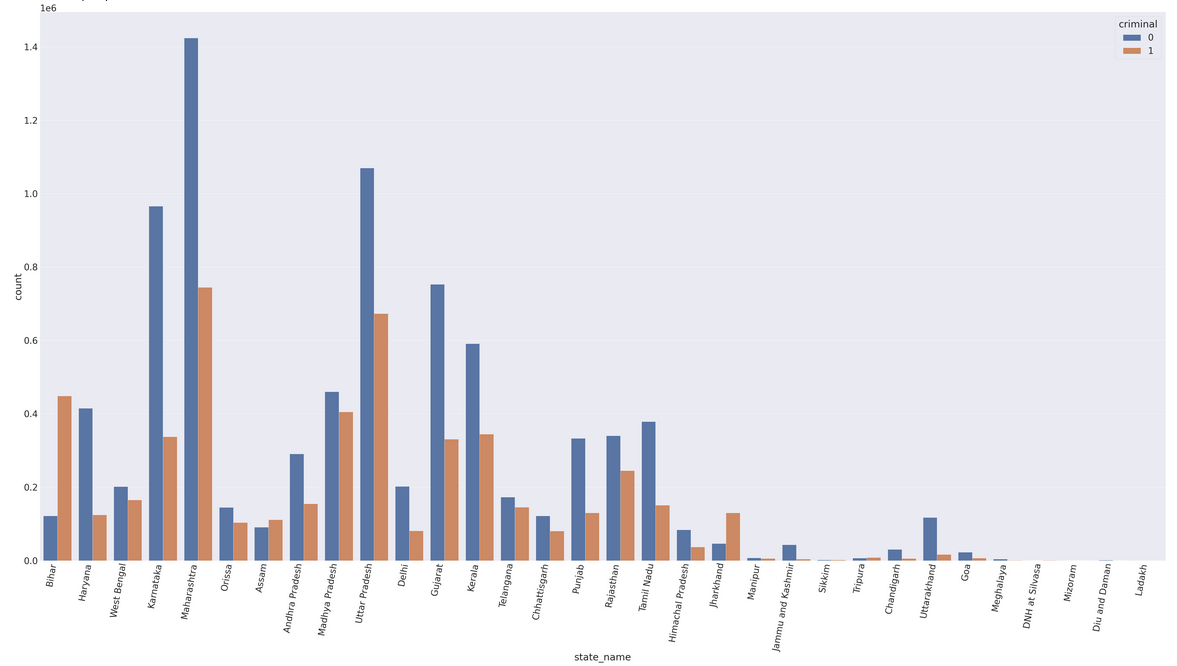 1e6
criminal
0
1
1.4
1.2
1.0
0.8
0.6
0.4
0.2
0.0
count
Bihar
Haryana
West Bengal
Karnataka
Maharashtra
Orissa
Assam
Andhra Pradesh
Madhya Pradesh
Uttar Pradesh
Delhi
Gujarat
Kerala
Telangana
Chhattisgarh
Punjab
Rajasthan
Tamil Nadu
Himachal Pradesh
Jharkhand
Manipur
Jammu and Kashmir
Sikkim
Tripura
Chandigarh
Uttarakhand
Goa
Meghalaya
DNH at Silvasa
Mizoram
Diu and Daman
Ladakh
state_name